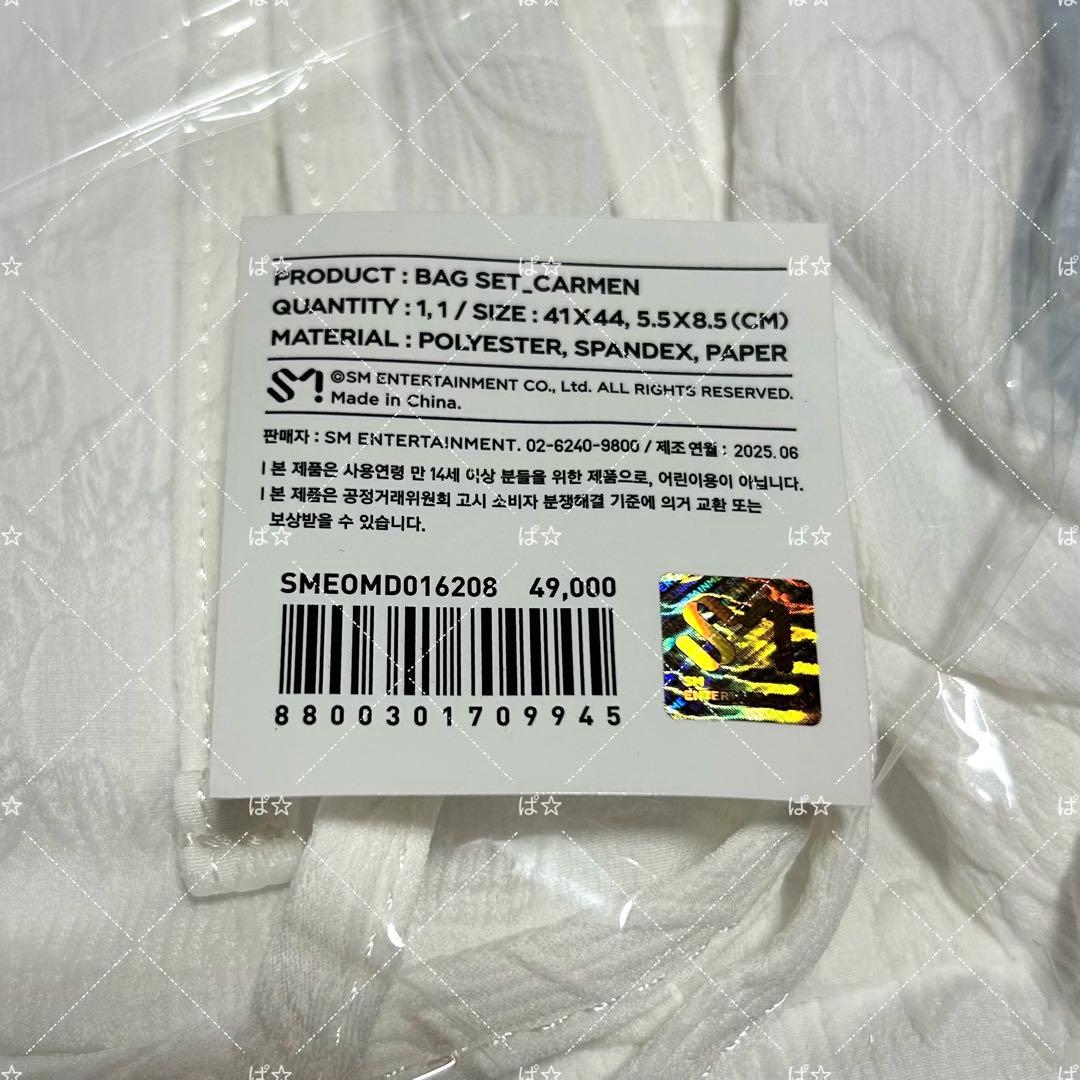 PRODUCT : BAG SET_CARMEN
QUANTITY : 1, 1 / SIZE : 41X44, 5.5X8.5 (CM)
MATERIAL : POLYESTER, SPANDEX, PAPER
SM ©SM ENTERTAINMENT CO., Ltd. ALL RIGHTS RESERVED.
Made in China.
판매자 : SM ENTERTAINMENT. 02-6240-9800 / 제조연월 : 2025.06
l 본 제품은 사용연령 만 14세 이상 분들을 위한 제품으로, 어린이용이 아닙니다.
l 본 제품은 공정거래위원회 고시 소비자 분쟁해결 기준에 의거 교환 또는
보상받을 수 있습니다.
SMEOMD016208 49,000
8800301709945
SM
ENTER
ぱ☆